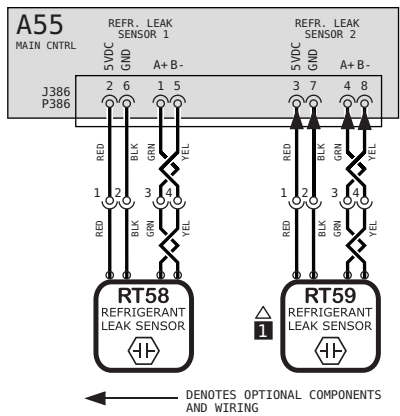 A55
MAIN CNTRL
REFR. LEAK
SENSOR 1
REFR. LEAK
SENSOR 2
5VDC
GND
A+ B-
5VDC
GND
A+ B-
J386
P386
2 6 1 5
3 7 4 8
RED BLK GRN YEL
RED BLK GRN YEL
1 2 3 4
1 2 3 4
RED BLK GRN YEL
RED BLK GRN YEL
RT58
REFRIGERANT
LEAK SENSOR
RT59
REFRIGERANT
LEAK SENSOR
1
DENOTES OPTIONAL COMPONENTS
AND WIRING